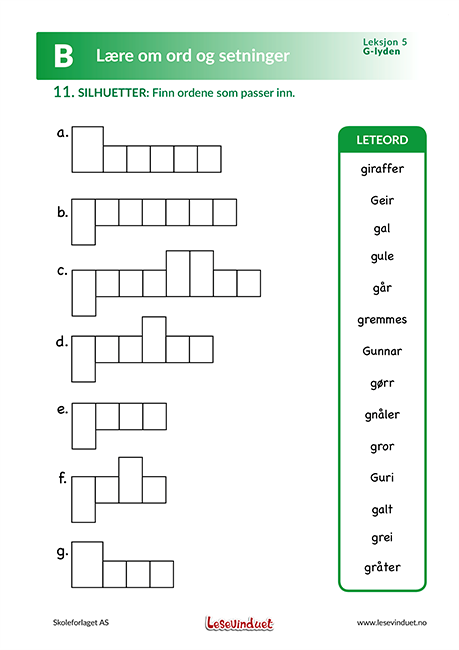 B
Lære om ord og setninger
Leksjon 5
G-lyden
11. SILHUETTER: Finn ordene som passer inn.
a.
b.
c.
d.
e.
f.
g.
LETEORD
giraffer
Geir
gal
gule
går
gremmes
Gunnar
gørr
gnåler
gror
Guri
galt
grei
gråter
Skoleforlaget AS
Lesevinduet
www.lesevinduet.no